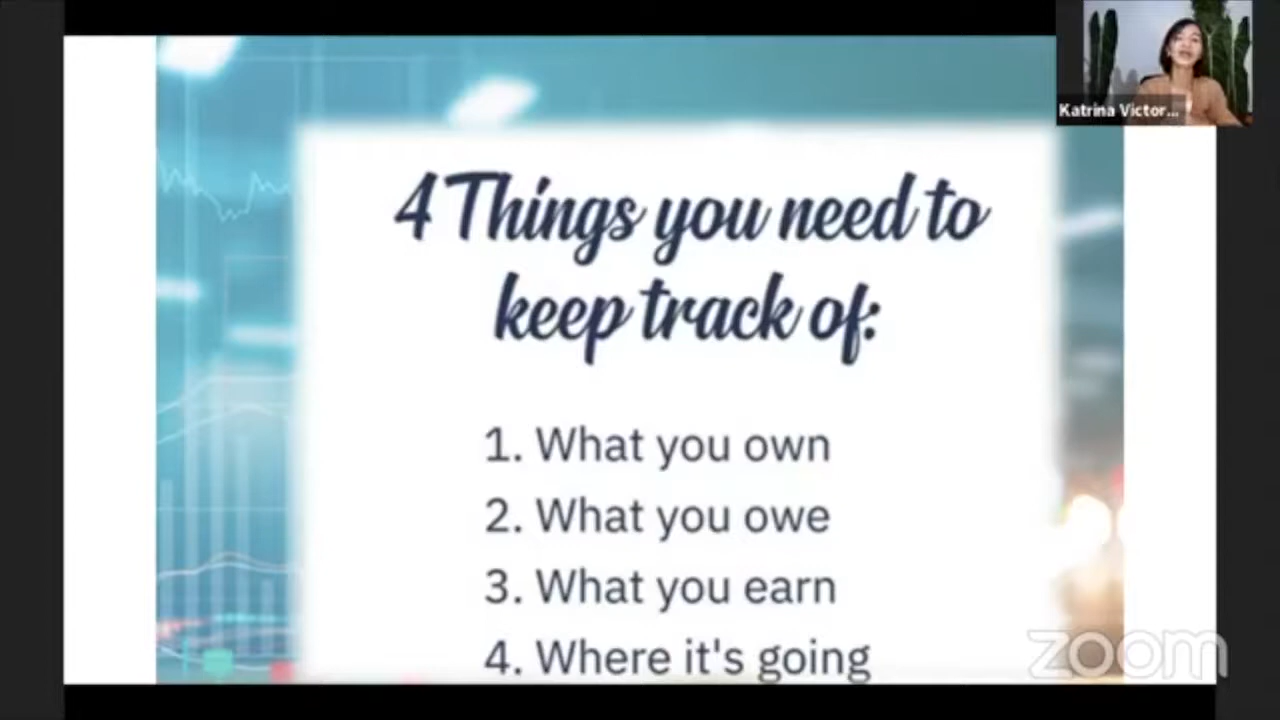 Katrina Victor...
4 Things you need to
keep track of:
1. What you own
2. What you owe
3. What you earn
4. Where it's going
zoom